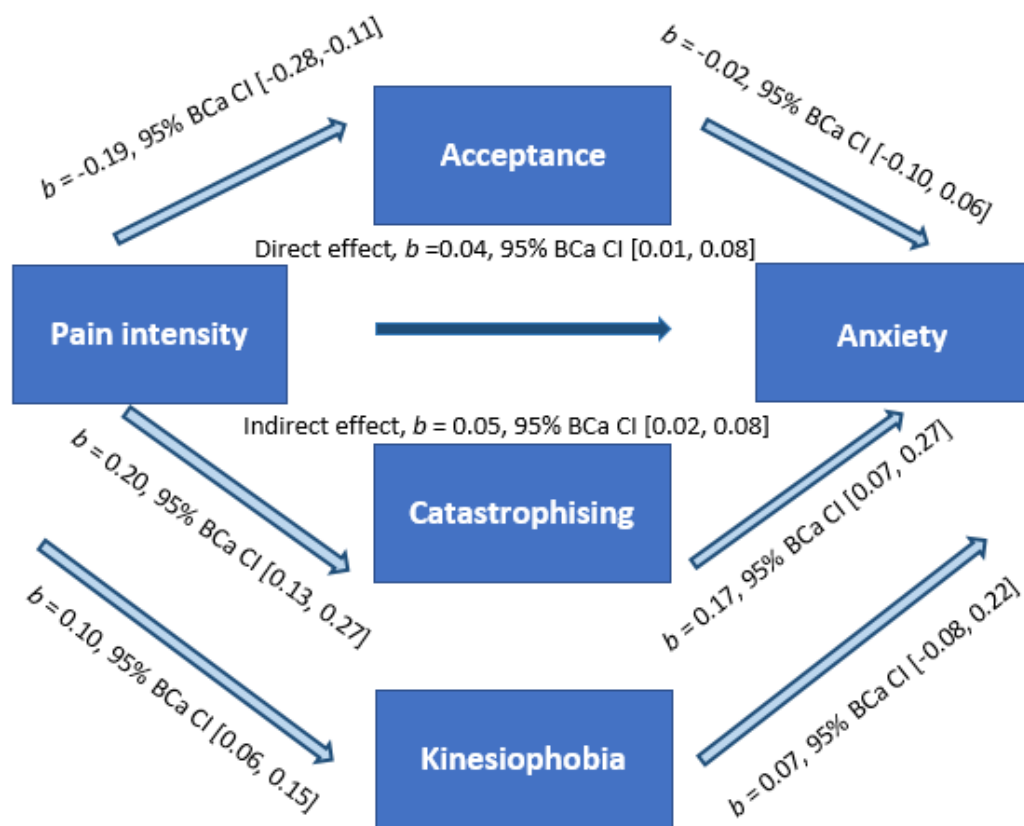 b = -0.19, 95% BCa CI [-0.28,-0.11]
b = -0.02, 95% BCa CI [-0.10, 0.06]
Acceptance
Direct effect, b =0.04, 95% BCa CI [0.01, 0.08]
Pain intensity
Anxiety
Indirect effect, b = 0.05, 95% BCa CI [0.02, 0.08]
b = 0.20, 95% BCa CI [0.13, 0.27]
Catastrophising
b = 0.17, 95% BCa CI [0.07, 0.27]
b = 0.10, 95% BCa CI [0.06, 0.15]
Kinesiophobia
b = 0.07, 95% BCa CI [-0.08, 0.22]